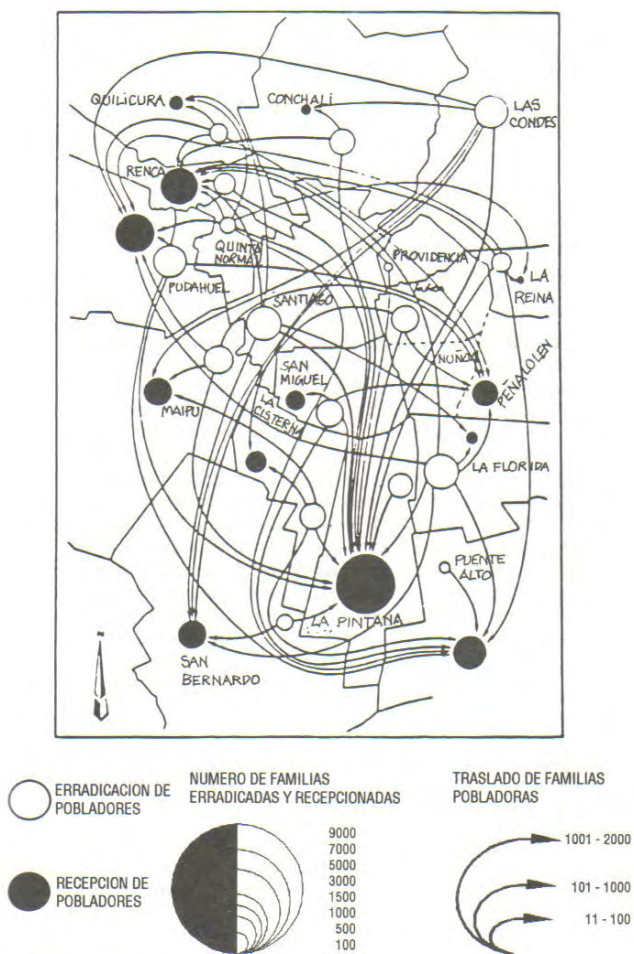 QUILICURA
CONCHALI
LAS
CONDES
RENCA
QUINTA
NORMAL
PROVIDENCIA
LA
REINA
PUDAHUEL
SANTIAGO
ÑUÑOA
SAN
MIGUEL
PEÑALOLEN
MAIPU
LA
CISTERNA
LA FLORIDA
PUENTE
ALTO
LA PINTANA
SAN
BERNARDO
N
ERRADICACION DE
POBLADORES
RECEPCION DE
POBLADORES
NUMERO DE FAMILIAS
ERRADICADAS Y RECEPCIONADAS
9000
7000
5000
3000
1500
1000
500
100
TRASLADO DE FAMILIAS
POBLADORAS
1001 - 2000
101 - 1000
11 - 100